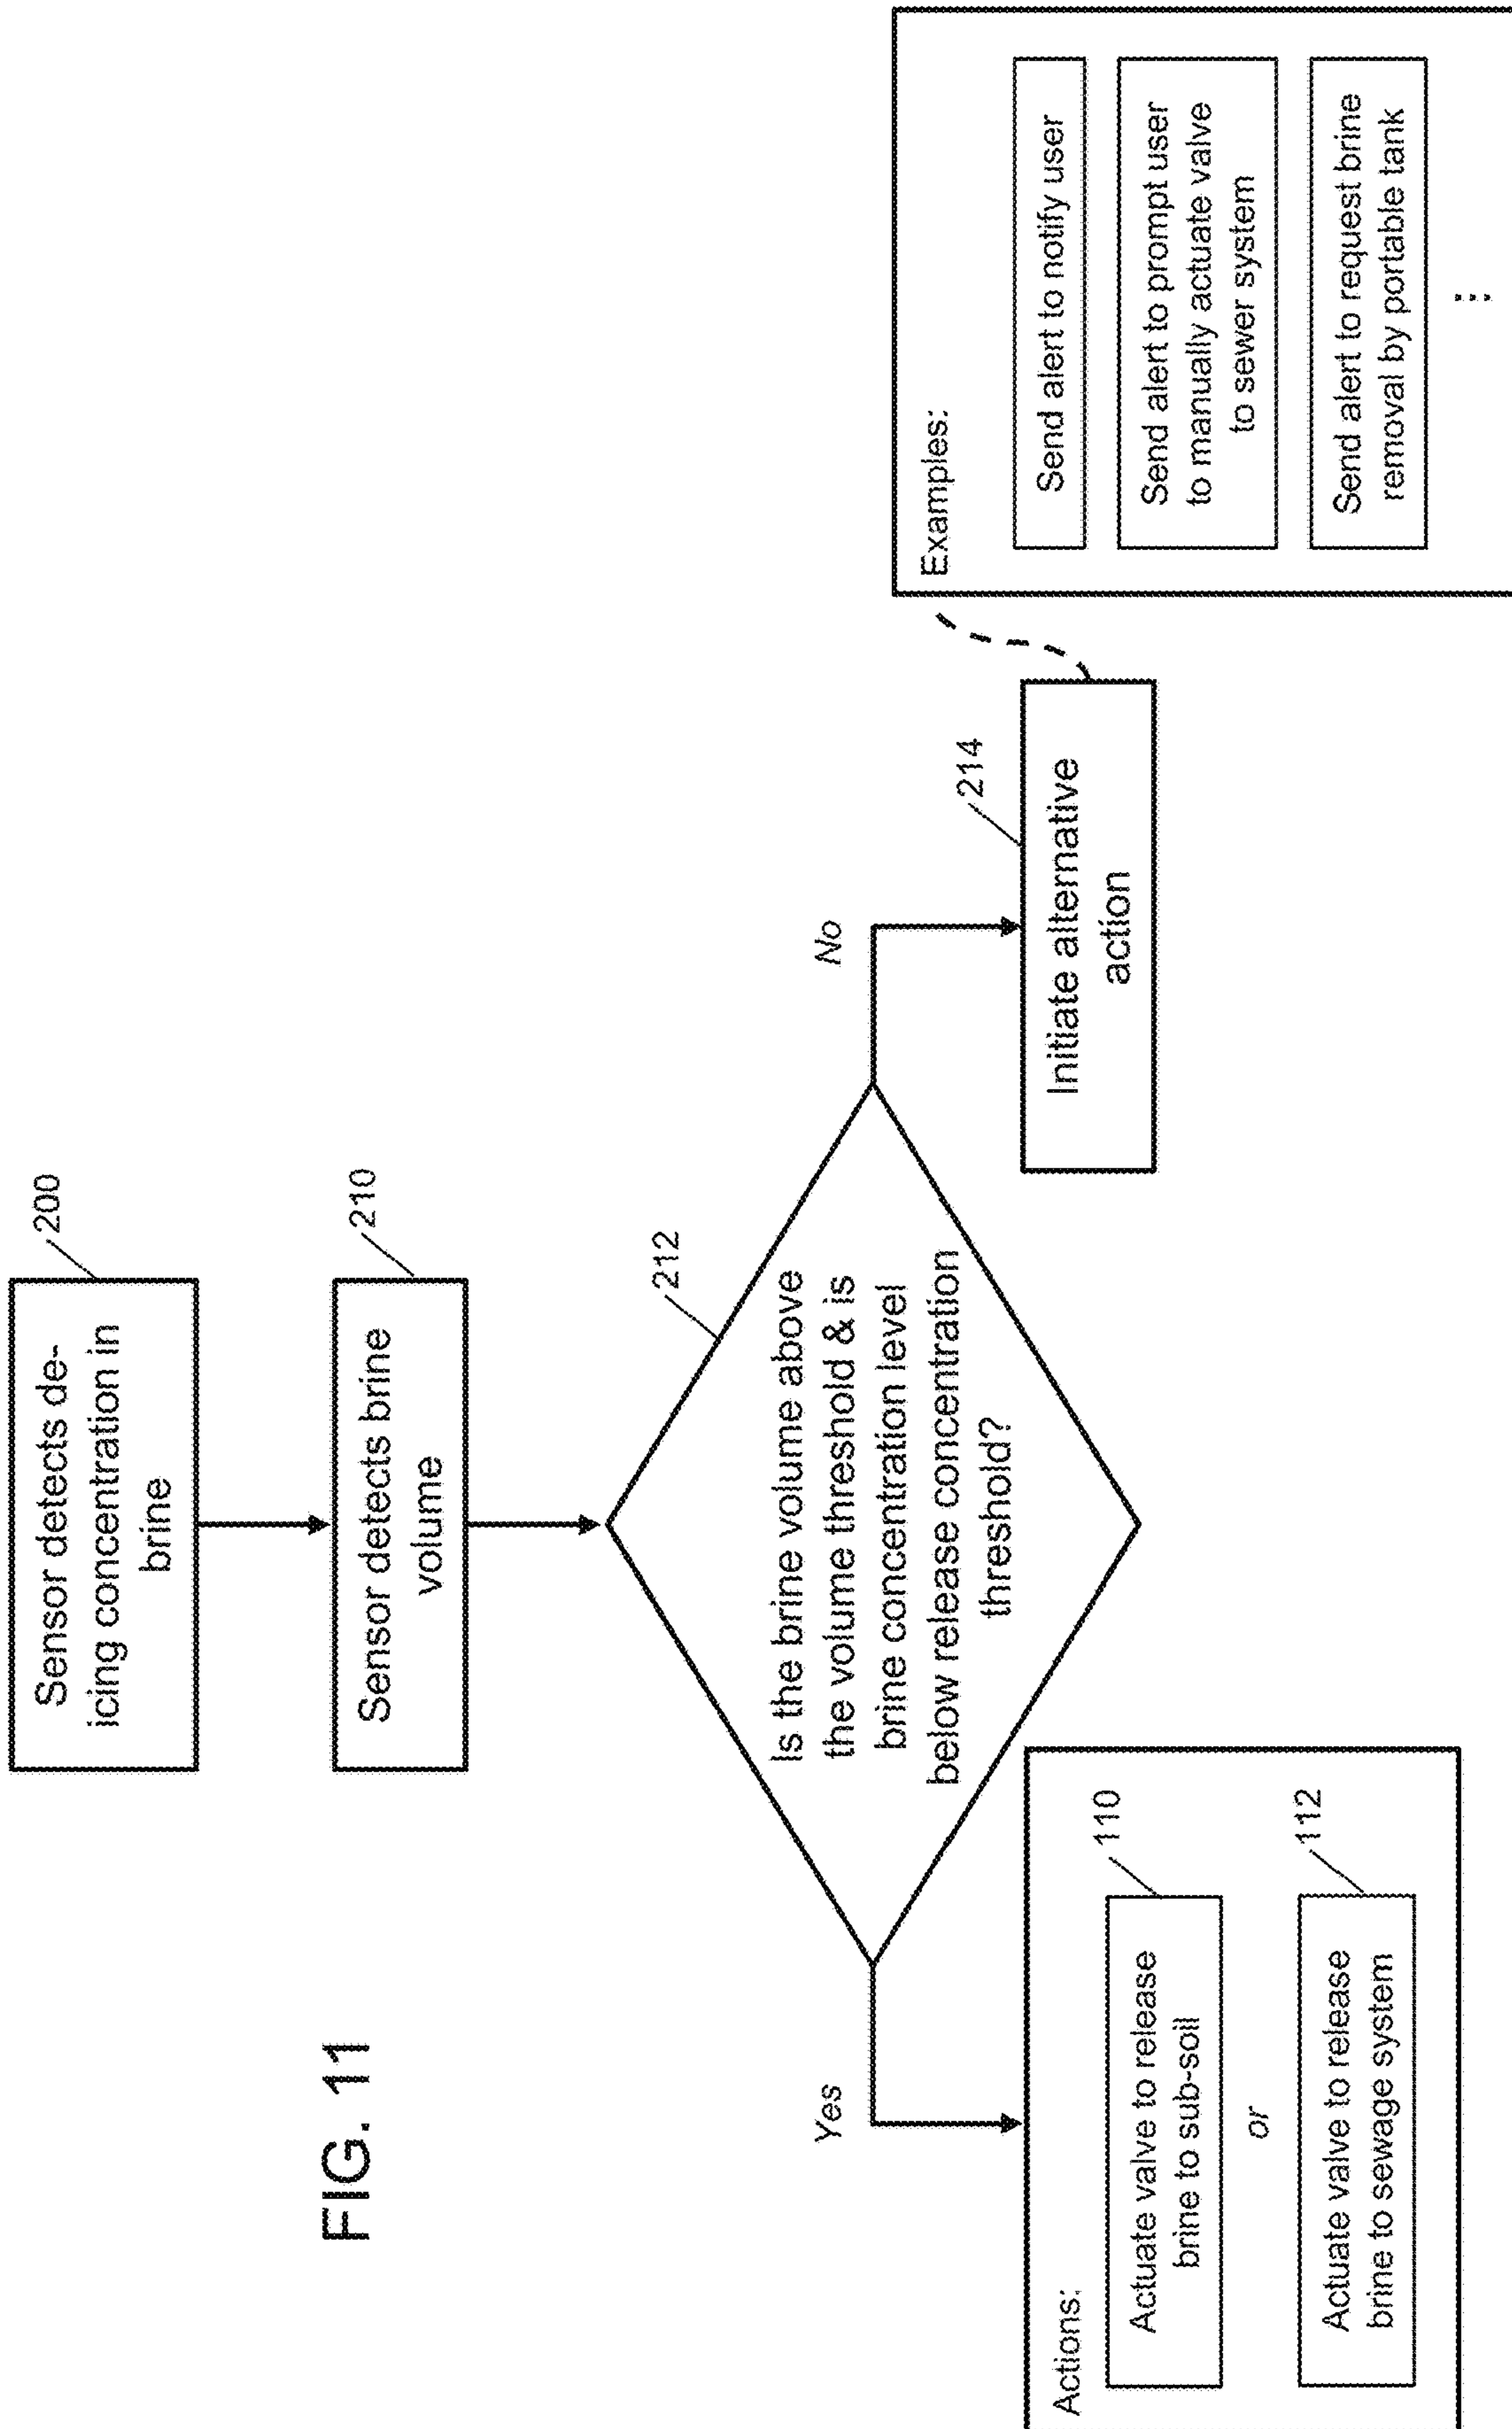 FIG. 11
Sensor detects de-
icing concentration in
brine
200
Sensor detects brine
volume
210
Is the brine volume above
the volume threshold & is
brine concentration level
below release concentration
threshold?
212
Yes
No
Actions:
Actuate valve to release
brine to sub-soil
110
or
Actuate valve to release
brine to sewage system
112
Initiate alternative
action
214
Examples:
Send alert to notify user
Send alert to prompt user
to manually actuate valve
to sewer system
Send alert to request brine
removal by portable tank
...